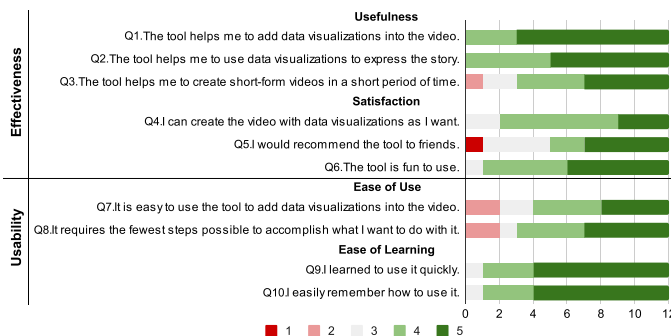 Effectiveness
Usefulness
Q1.The tool helps me to add data visualizations into the video.
Q2.The tool helps me to use data visualizations to express the story.
Q3.The tool helps me to create short-form videos in a short period of time.
Satisfaction
Q4.I can create the video with data visualizations as I want.
Q5.I would recommend the tool to friends.
Q6.The tool is fun to use.
Usability
Ease of Use
Q7.It is easy to use the tool to add data visualizations into the video.
Q8.It requires the fewest steps possible to accomplish what I want to do with it.
Ease of Learning
Q9.I learned to use it quickly.
Q10.I easily remember how to use it.
0 2 4 6 8 10 12
1 2 3 4 5